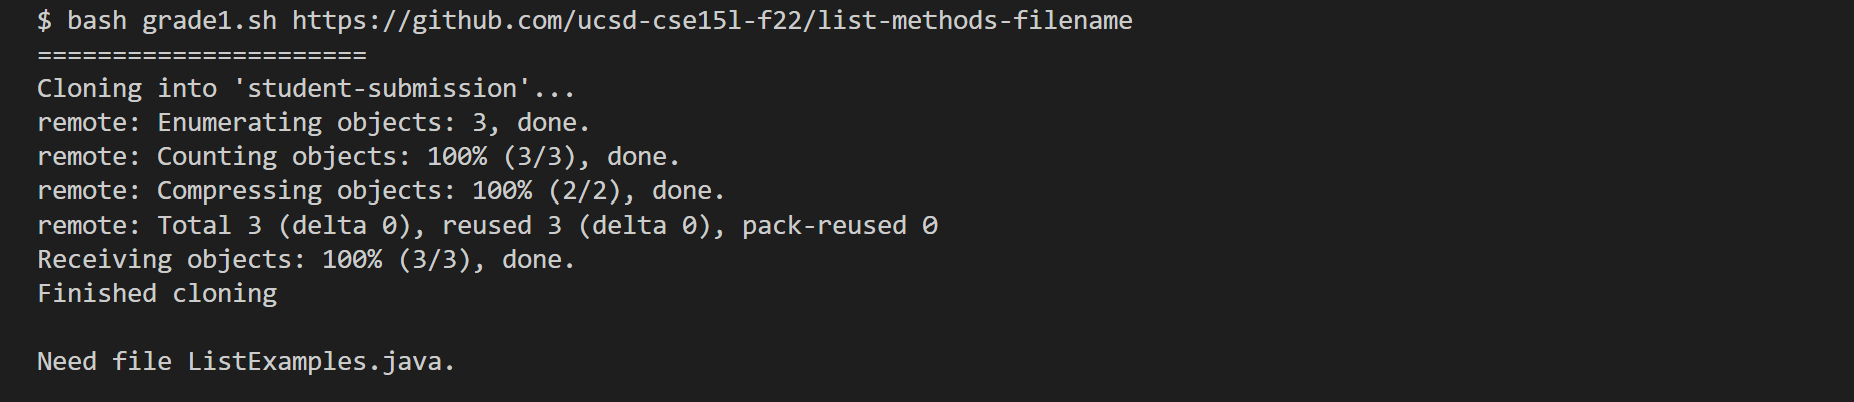 $ bash grade1.sh https://github.com/ucsd-cse15l-f22/list-methods-filename
======================
Cloning into 'student-submission'...
remote: Enumerating objects: 3, done.
remote: Counting objects: 100% (3/3), done.
remote: Compressing objects: 100% (2/2), done.
remote: Total 3 (delta 0), reused 3 (delta 0), pack-reused 0
Receiving objects: 100% (3/3), done.
Finished cloning
Need file ListExamples.java.